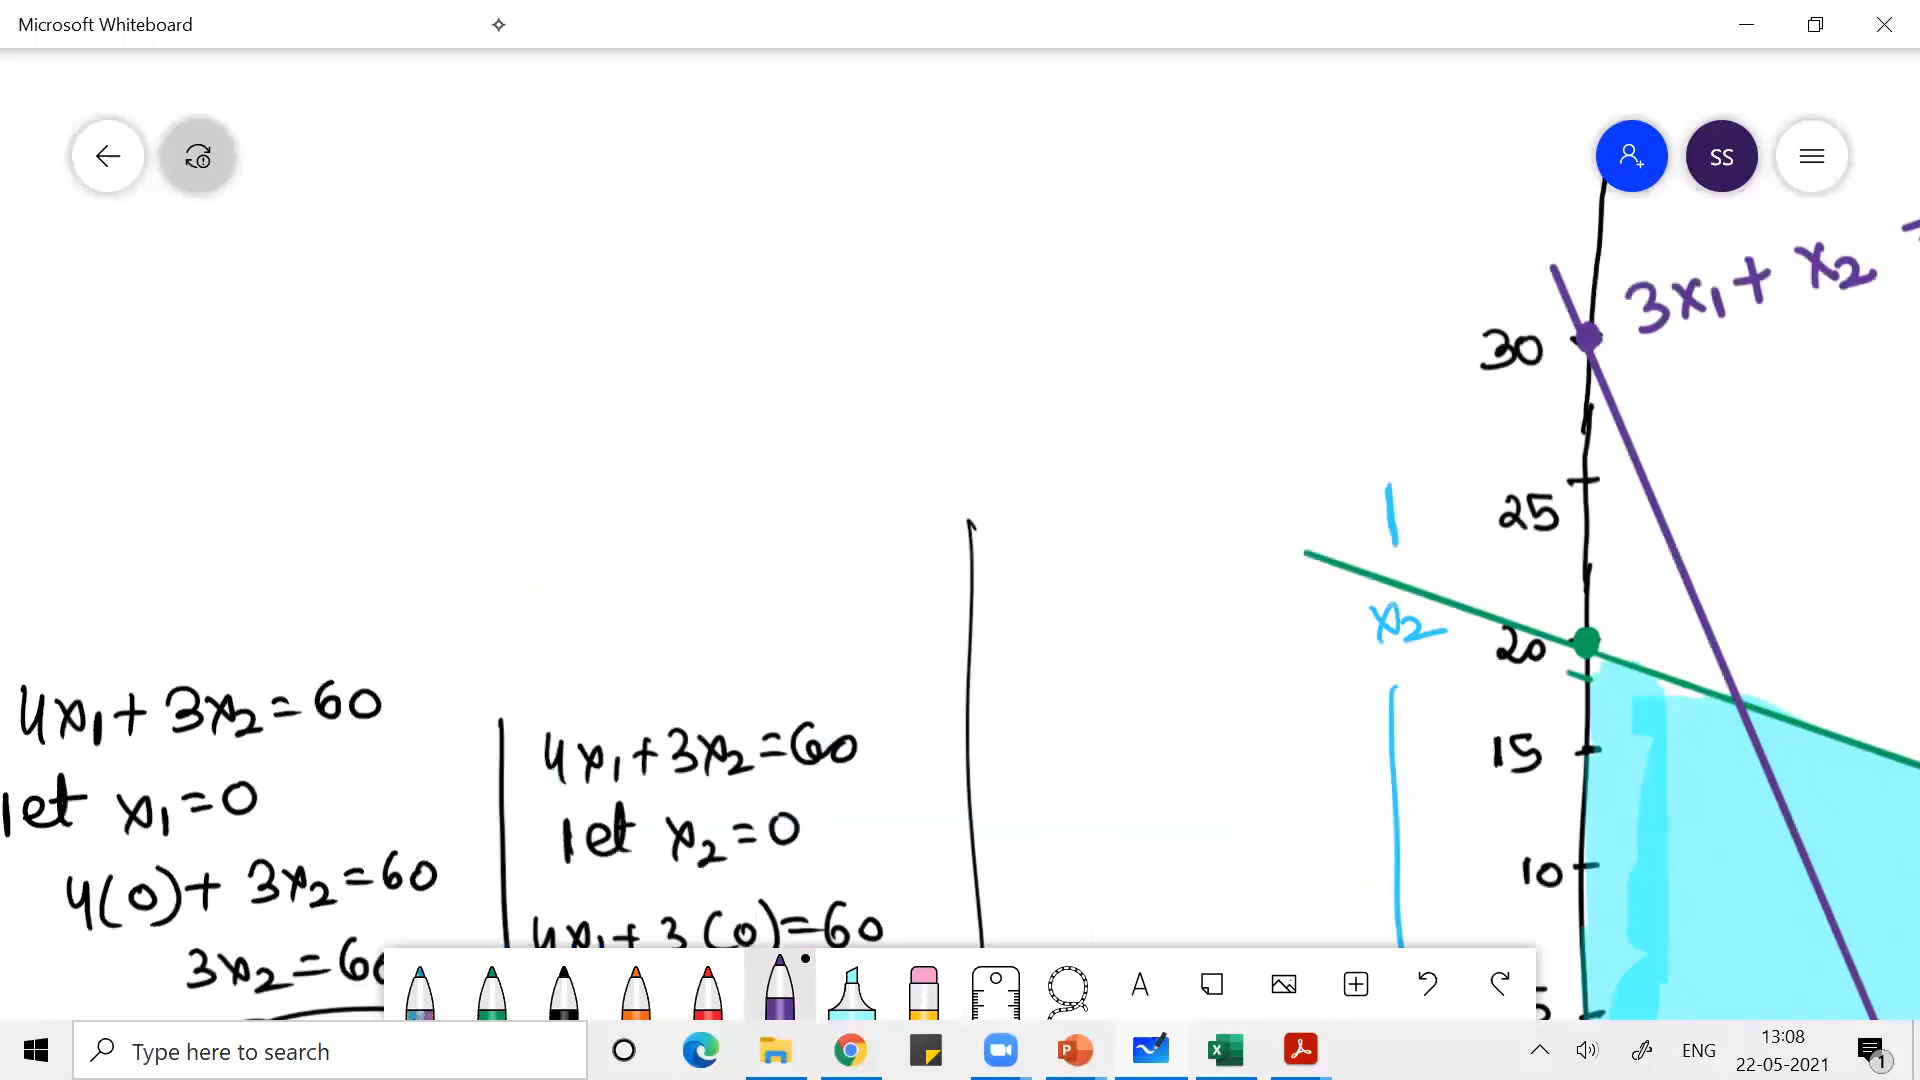 Microsoft Whiteboard
SS
3x₁ + x₂
30
25
x₂
20
15
10
5
4x₁ + 3x₂ = 60
let x₁ = 0
4(0) + 3x₂ = 60
3x₂ = 60
4x₁ + 3x₂ = 60
let x₂ = 0
4x₁ + 3(0) = 60
A
Type here to search
ENG
13:08
22-05-2021
1